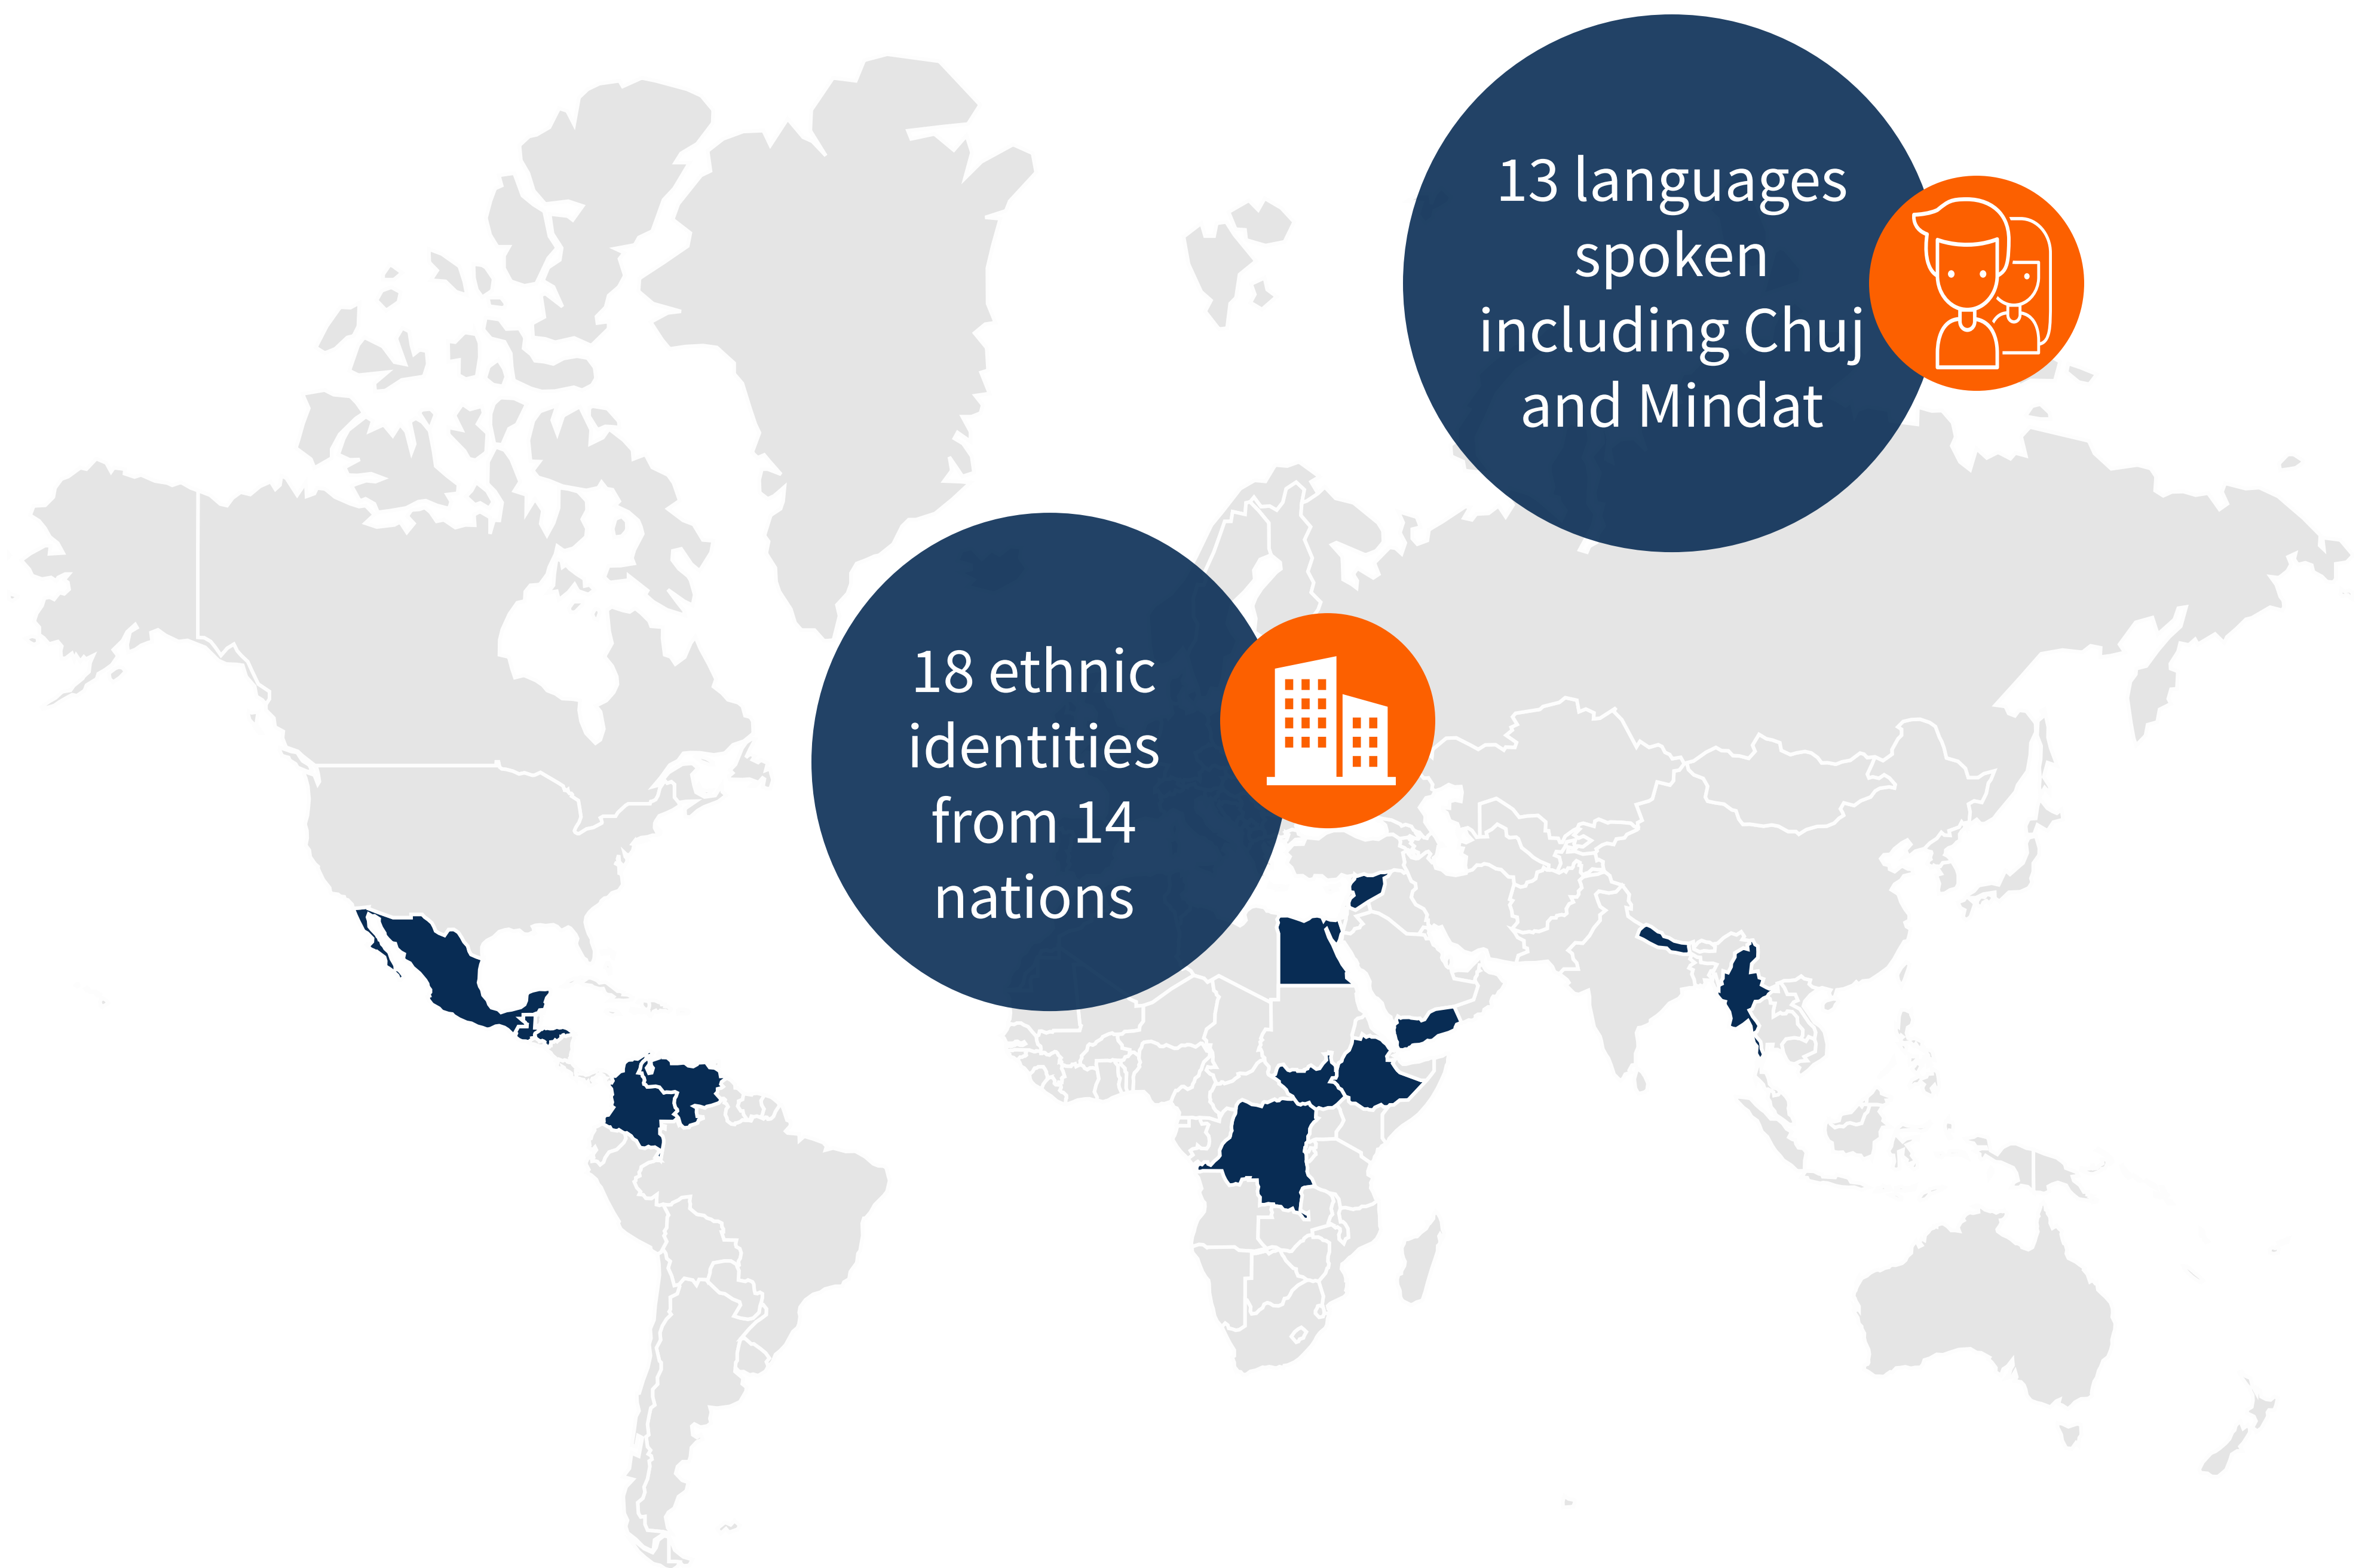 13 languages
spoken
including Chuj
and Mindat
18 ethnic
identities
from 14
nations